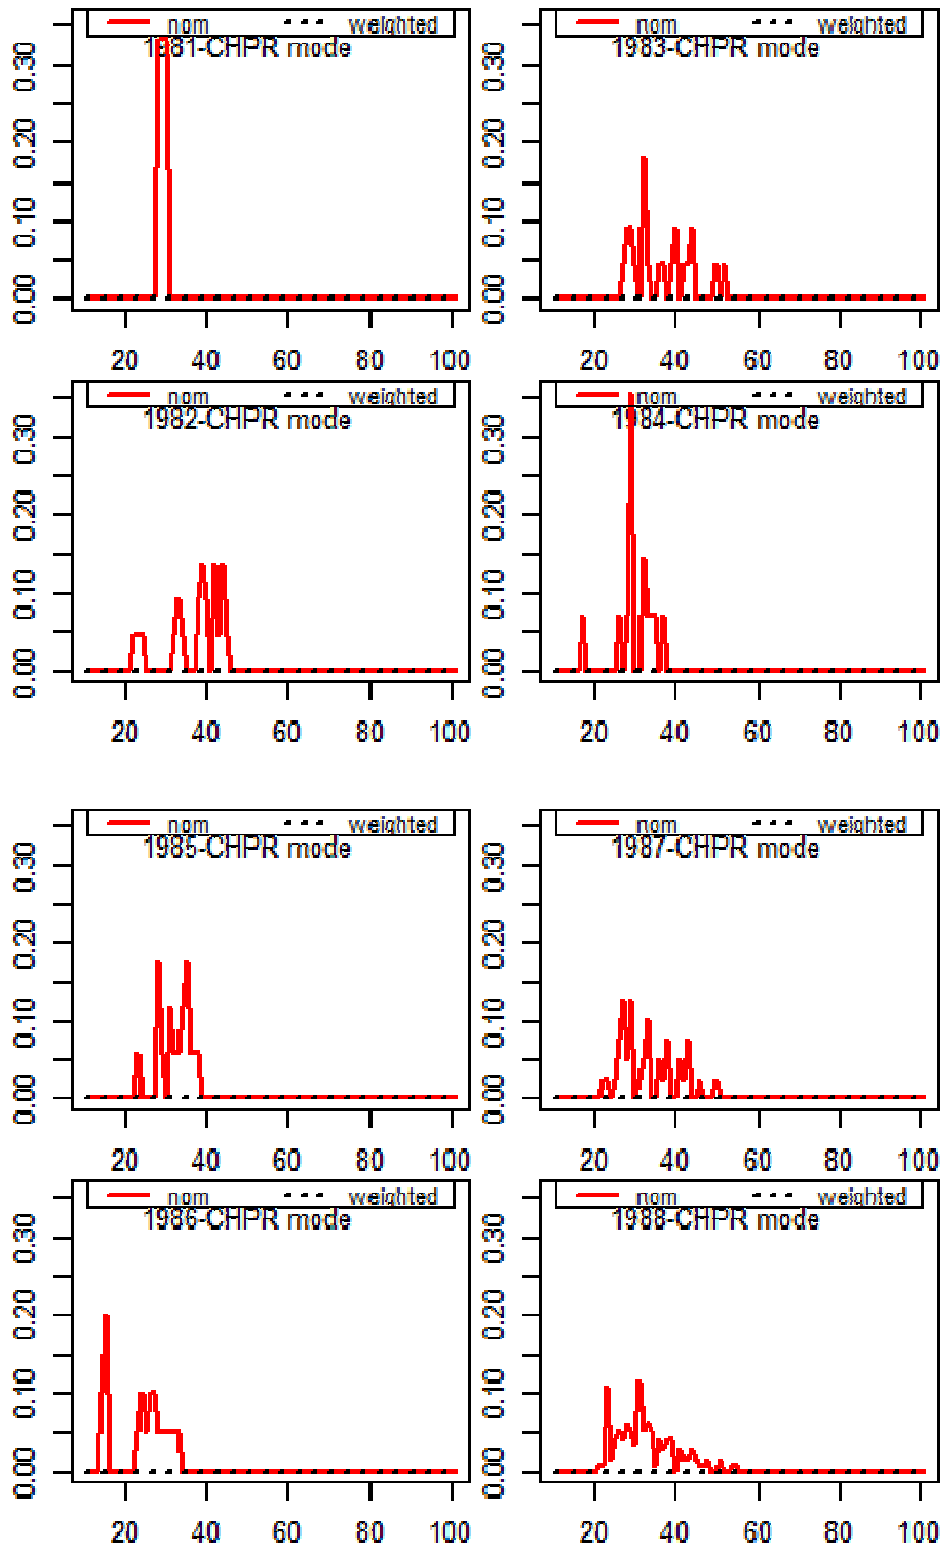 nom weighted
1981-CHPR mode
0.00 0.10 0.20 0.30
20 40 60 80 100
nom weighted
1983-CHPR mode
0.00 0.10 0.20 0.30
20 40 60 80 100
nom weighted
1982-CHPR mode
0.00 0.10 0.20 0.30
20 40 60 80 100
nom weighted
1984-CHPR mode
0.00 0.10 0.20 0.30
20 40 60 80 100
nom weighted
1985-CHPR mode
0.00 0.10 0.20 0.30
20 40 60 80 100
nom weighted
1987-CHPR mode
0.00 0.10 0.20 0.30
20 40 60 80 100
nom weighted
1986-CHPR mode
0.00 0.10 0.20 0.30
20 40 60 80 100
nom weighted
1988-CHPR mode
0.00 0.10 0.20 0.30
20 40 60 80 100